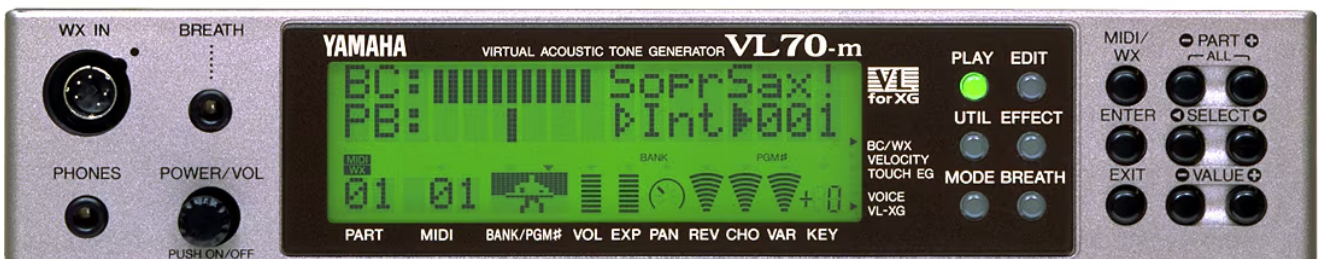 WX IN
BREATH
PHONES
POWER/VOL
PUSH ON/OFF
YAMAHA
VIRTUAL ACOUSTIC TONE GENERATOR VL70-m
BC: SoprSax!
PB: Int 001
MIDI
WX
BANK PGM#
01 01 + 0
PART MIDI BANK/PGM# VOL EXP PAN REV CHO VAR KEY
VL
for XG
BC/WX
VELOCITY
TOUCH EG
VOICE
VL-XG
PLAY EDIT
UTIL EFFECT
MODE BREATH
MIDI/
WX
PART
ALL
ENTER
SELECT
EXIT
VALUE